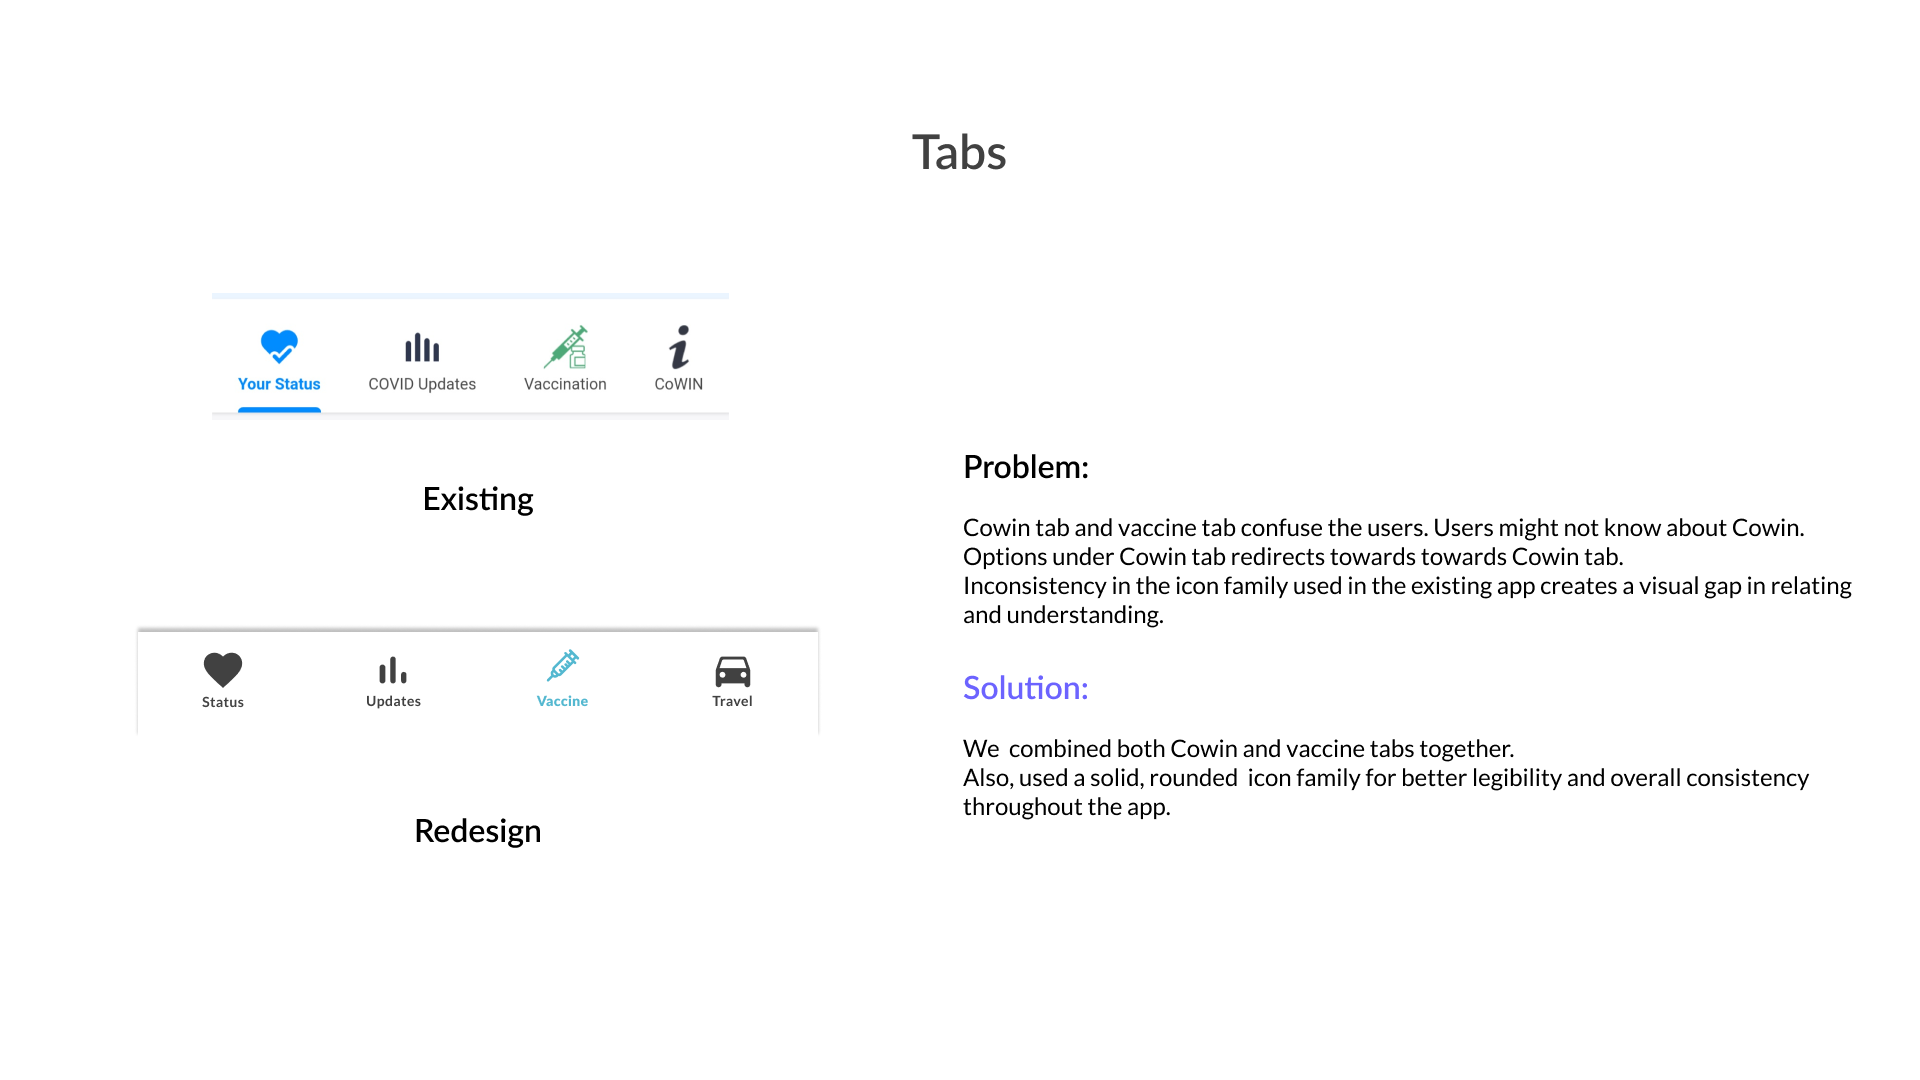 Tabs
Your Status
COVID Updates
Vaccination
CoWIN
Existing
Status
Updates
Vaccine
Travel
Redesign
Problem:
Cowin tab and vaccine tab confuse the users. Users might not know about Cowin.
Options under Cowin tab redirects towards towards Cowin tab.
Inconsistency in the icon family used in the existing app creates a visual gap in relating
and understanding.
Solution:
We  combined both Cowin and vaccine tabs together.
Also, used a solid, rounded  icon family for better legibility and overall consistency
throughout the app.